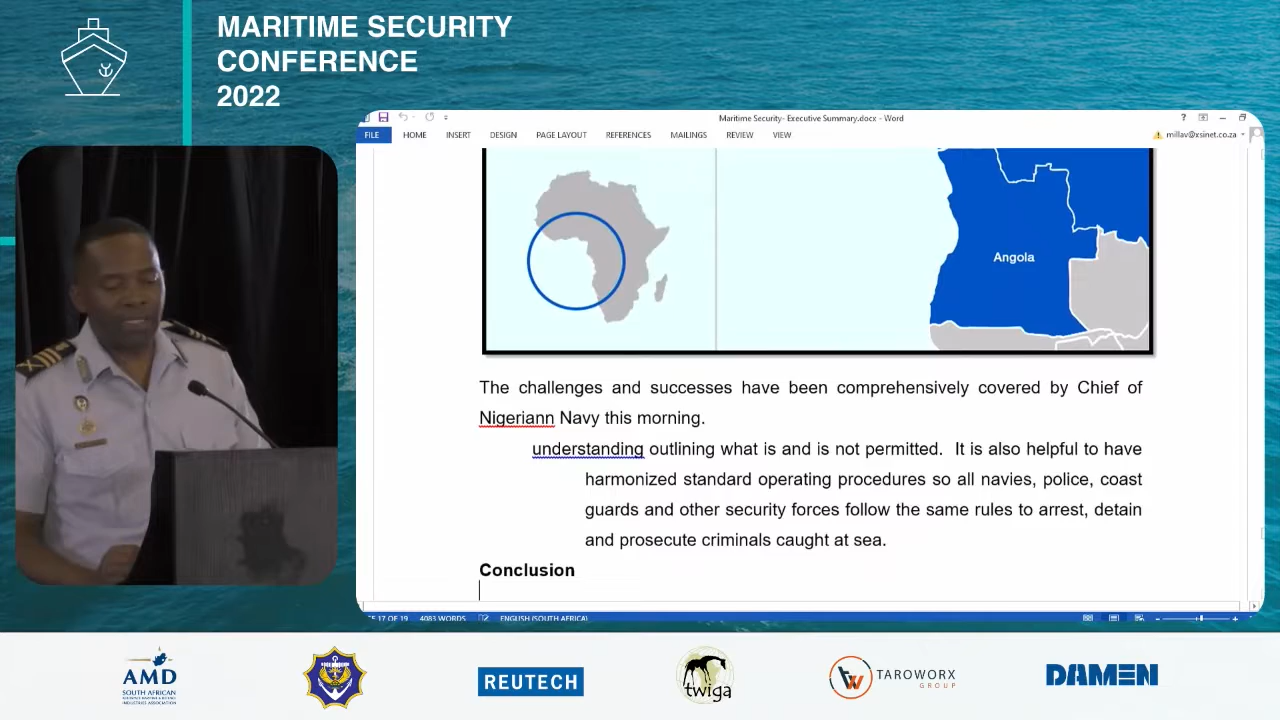 MARITIME SECURITY
CONFERENCE
2022
Maritime Security- Executive Summary.docx - Word
FILE HOME INSERT DESIGN PAGE LAYOUT REFERENCES MAILINGS REVIEW VIEW
millav@xsinet.co.za
Angola
The challenges and successes have been comprehensively covered by Chief of
Nigeriann Navy this morning.
understanding outlining what is and is not permitted. It is also helpful to have
harmonized standard operating procedures so all navies, police, coast
guards and other security forces follow the same rules to arrest, detain
and prosecute criminals caught at sea.
Conclusion
17 OF 19 4083 WORDS ENGLISH (SOUTH AFRICA)
AMD
SOUTH AFRICAN
REUTECH
twiga
TAROWORX
GROUP
DAMEN